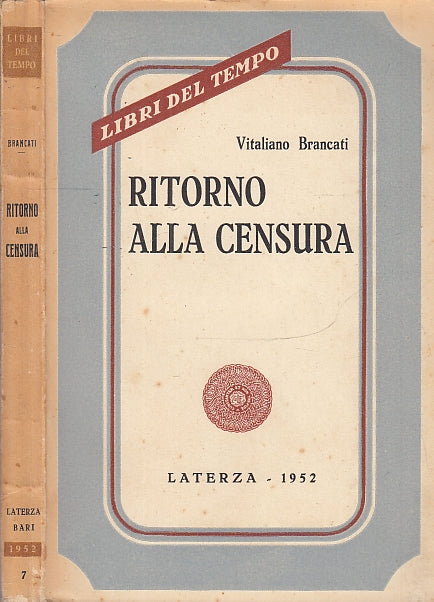 LIBRI
DEL
TEMPO
BRANCATI
RITORNO
ALLA
CENSURA
LATERZA
BARI
1952
7
LIBRI DEL TEMPO
Vitaliano Brancati
RITORNO
ALLA CENSURA
LATERZA - 1952